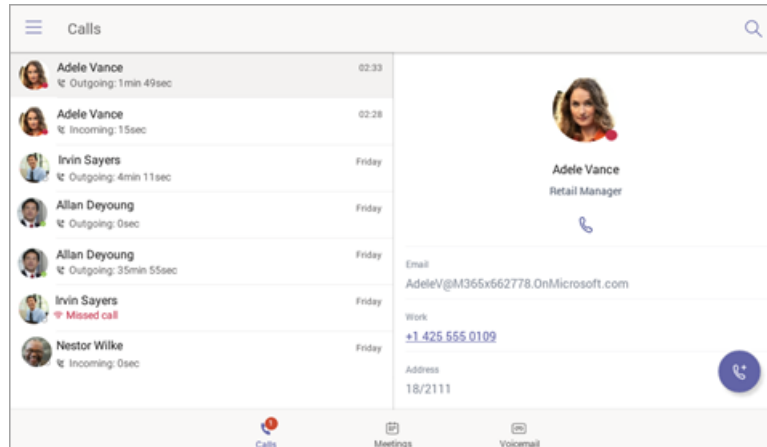 Calls
Adele Vance
02:33
Outgoing: 1min 49sec
Adele Vance
02:28
Incoming: 15sec
Irvin Sayers
Friday
Outgoing: 4min 11sec
Allan Deyoung
Friday
Outgoing: 0sec
Allan Deyoung
Friday
Outgoing: 35min 55sec
Irvin Sayers
Friday
Missed call
Nestor Wilke
Friday
Incoming: 0sec
Adele Vance
Retail Manager
Email
AdeleV@M365x662778.OnMicrosoft.com
Work
+1 425 555 0109
Address
18/2111
1
Calls
Meetings
Voicemail